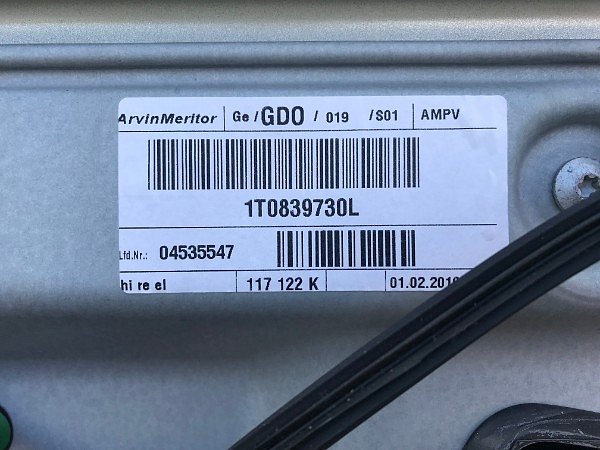 ArvinMeritor Ge / GDO / 019 / S01 AMPV
1T0839730L
Lfd.Nr.: 04535547
hi re el 117 122 K 01.02.201